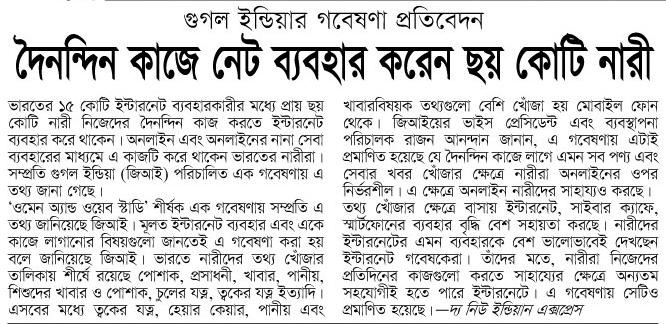 গুগল ইন্ডিয়ার গবেষণা প্রতিবেদন
দৈনন্দিন কাজে নেট ব্যবহার করেন ছয় কোটি নারী
ভারতের ১৫ কোটি ইন্টারনেট ব্যবহারকারীর মধ্যে প্রায় ছয়
কোটি নারী নিজেদের দৈনন্দিন কাজ করতে ইন্টারনেট
ব্যবহার করে থাকেন। অনলাইন এবং অনলাইনের নানা সেবা
ব্যবহারের মাধ্যমে এ কাজটি করে থাকেন ভারতের নারীরা।
সম্প্রতি গুগল ইন্ডিয়া (জিআই) পরিচালিত এক গবেষণায় এ
তথ্য জানা গেছে।
‘ওমেন অ্যান্ড ওয়েব স্টাডি’ শীর্ষক এক গবেষণায় সম্প্রতি এ
তথ্য জানিয়েছে জিআই। মূলত ইন্টারনেট ব্যবহার এবং একে
কাজে লাগানোর বিষয়গুলো জানতেই এ গবেষণা করা হয়
বলে জানিয়েছে জিআই। ভারতে নারীদের তথ্য খোঁজার
তালিকায় শীর্ষে রয়েছে পোশাক, প্রসাধনী, খাবার, পানীয়,
শিশুদের খাবার ও পোশাক, চুলের যত্ন, ত্বকের যত্ন ইত্যাদি।
এসবের মধ্যে ত্বকের যত্ন, হেয়ার কেয়ার, পানীয় এবং
খাবারবিষয়ক তথ্যগুলো বেশি খোঁজা হয় মোবাইল ফোন
থেকে। জিআইয়ের ভাইস প্রেসিডেন্ট এবং ব্যবস্থাপনা
পরিচালক রাজন আনন্দান জানান, এ গবেষণায় এটাই
প্রমাণিত হয়েছে যে দৈনন্দিন কাজে লাগে এমন সব পণ্য এবং
সেবার খবর খোঁজার ক্ষেত্রে নারীরা অনলাইনের ওপর
নির্ভরশীল। এ ক্ষেত্রে অনলাইন নারীদের সাহায্যও করছে।
তথ্য খোঁজার ক্ষেত্রে বাসায় ইন্টারনেট, সাইবার ক্যাফে,
স্মার্টফোনের ব্যবহার বৃদ্ধি বেশ সহায়তা করছে। নারীদের
ইন্টারনেটের এমন ব্যবহারকে বেশ ভালোভাবেই দেখছেন
ইন্টারনেট গবেষকেরা। তাঁদের মতে, নারীরা নিজেদের
প্রতিদিনের কাজগুলো করতে সাহায্যের ক্ষেত্রে অন্যতম
সহযোগীই হতে পারে ইন্টারনেট। এ গবেষণায় সেটিও
প্রমাণিত হয়েছে।—দ্য নিউ ইন্ডিয়ান এক্সপ্রেস